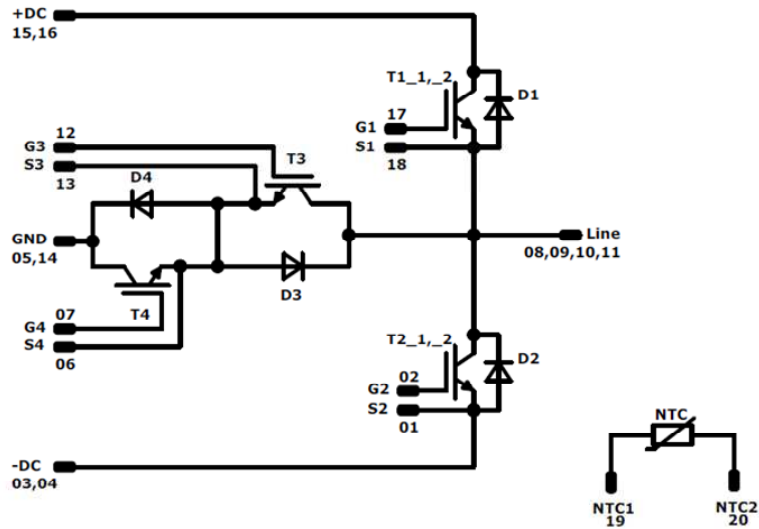 +DC
15,16
T1_1,_2
D1
17
G1
S1
18
12
G3
S3
13
T3
D4
GND
05,14
Line
08,09,10,11
D3
07
T4
G4
S4
06
T2_1,_2
D2
02
G2
S2
01
-DC
03,04
NTC
NTC1
19
NTC2
20